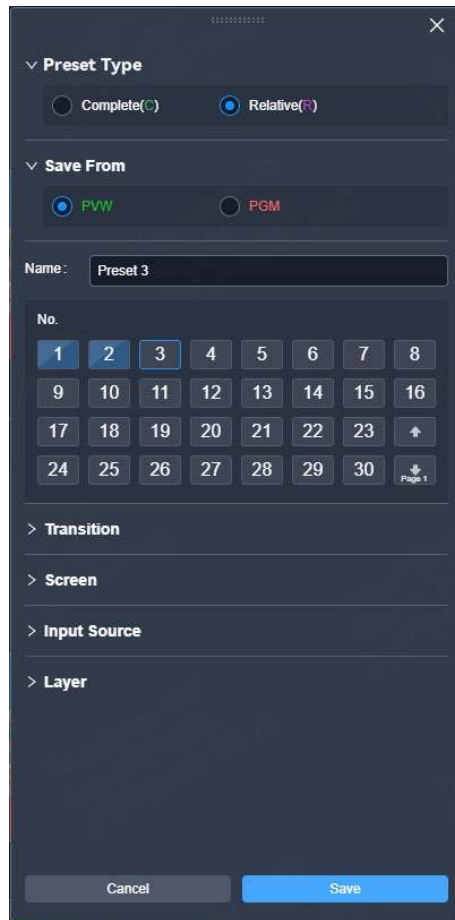 Preset Type
Complete(C) Relative(R)
Save From
PVW PGM
Name: Preset 3
No.
1 2 3 4 5 6 7 8
9 10 11 12 13 14 15 16
17 18 19 20 21 22 23
24 25 26 27 28 29 30 Page 1
Transition
Screen
Input Source
Layer
Cancel Save